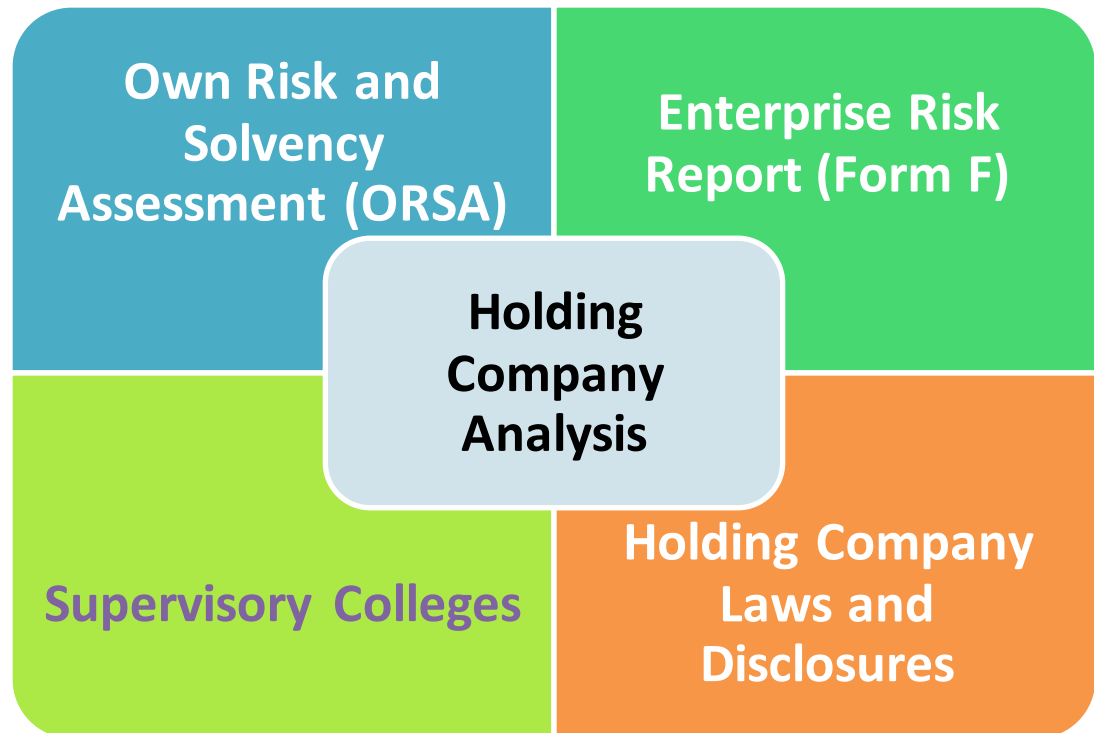 Own Risk and
Solvency
Assessment (ORSA)
Enterprise Risk
Report (Form F)
Holding
Company
Analysis
Supervisory Colleges
Holding Company
Laws and
Disclosures